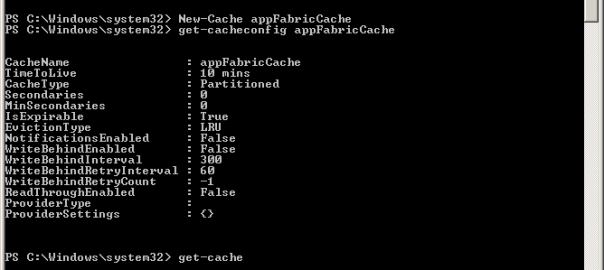 PS C:\Windows\system32> New-Cache appFabricCache
PS C:\Windows\system32> get-cacheconfig appFabricCache
CacheName : appFabricCache
TimeToLive : 10 mins
CacheType : Partitioned
Secondaries : 0
MinSecondaries : 0
IsExpirable : True
EvictionType : LRU
NotificationsEnabled : False
WriteBehindEnabled : False
WriteBehindInterval : 300
WriteBehindRetryInterval : 60
WriteBehindRetryCount : -1
ReadThroughEnabled : False
ProviderType :
ProviderSettings : {}
PS C:\Windows\system32> get-cache